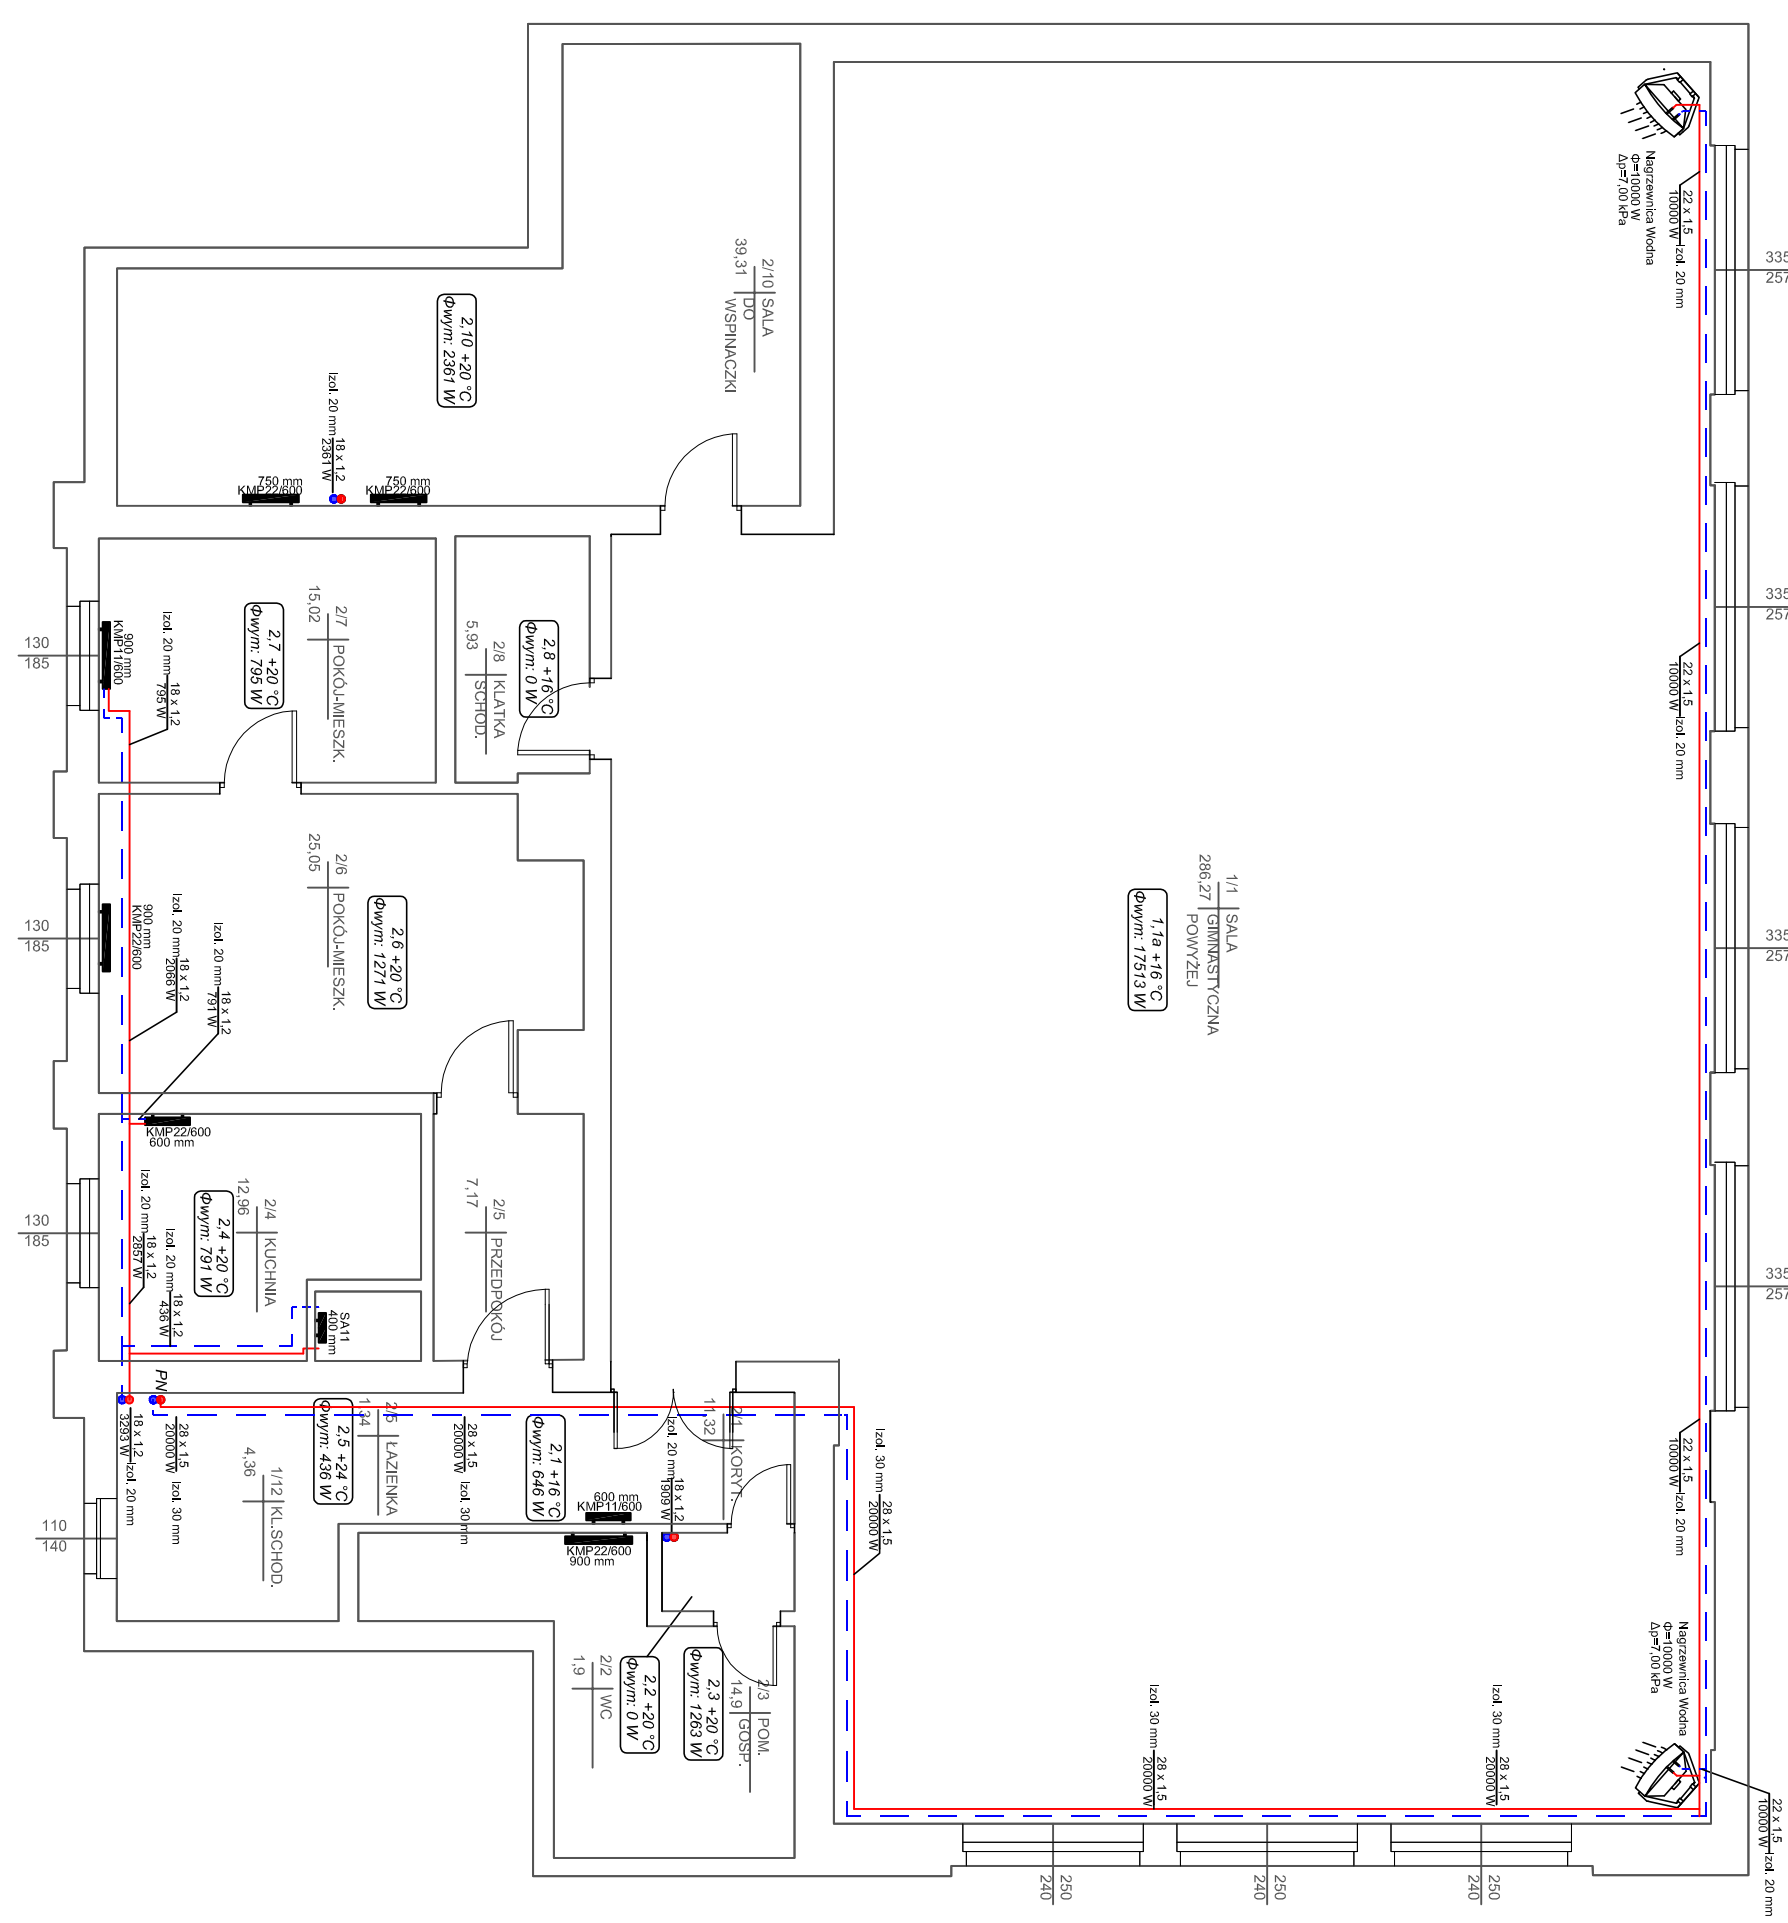 Nagrzewnica Wodna
Φ=10000 W
Δp=7,00 kPa
22 x 1,5
10000 W
Izol. 20 mm
335
257
2/10 SALA
39,31 DO
WSPINACZKI
2,10 +20 °C
Φwym: 2361 W
Izol. 20 mm
18 x 1,2
2361 W
750 mm
KMP22/600
750 mm
KMP22/600
335
257
22 x 1,5
10000 W
Izol. 20 mm
2/7 POKÓJ-MIESZK.
15,02
2,7 +20 °C
Φwym: 795 W
2/8 KLATKA
5,93 SCHOD.
2,8 +16 °C
Φwym: 0 W
130
185
900 mm
KMP11/600
Izol. 20 mm
18 x 1,2
795 W
1/1 SALA
286,27 GIMNASTYCZNA
POWYŻEJ
1,1a +16 °C
Φwym: 17513 W
335
257
2/6 POKÓJ-MIESZK.
25,05
2,6 +20 °C
Φwym: 1271 W
130
185
900 mm
KMP22/600
Izol. 20 mm
18 x 1,2
2066 W
Izol. 20 mm
18 x 1,2
791 W
KMP22/600
600 mm
2/4 KUCHNIA
12,96
2,4 +20 °C
Φwym: 791 W
2/5 PRZEDPOKÓJ
7,17
130
185
Izol. 20 mm
18 x 1,2
2857 W
Izol. 20 mm
18 x 1,2
436 W
SA11
400 mm
335
257
22 x 1,5
10000 W
Izol. 20 mm
PN
18 x 1,2
3293 W
Izol. 20 mm
28 x 1,5
20000 W
Izol. 30 mm
2/5 ŁAZIENKA
1,34
2,5 +24 °C
Φwym: 436 W
1/12 KL.SCHOD.
4,36
28 x 1,5
20000 W
Izol. 30 mm
2,1 +16 °C
Φwym: 646 W
2/1 KORYT.
11,32
Izol. 20 mm
18 x 1,2
1909 W
600 mm
KMP11/600
KMP22/600
900 mm
110
140
Izol. 30 mm
28 x 1,5
20000 W
2/2 WC
1,9
2,2 +20 °C
Φwym: 0 W
2,3 +20 °C
Φwym: 1263 W
2/3 POM.
14,9 GOSP.
Izol. 30 mm
28 x 1,5
20000 W
Izol. 30 mm
28 x 1,5
20000 W
Nagrzewnica Wodna
Φ=10000 W
Δp=7,00 kPa
22 x 1,5
10000 W
Izol. 20 mm
250
240
250
240
250
240